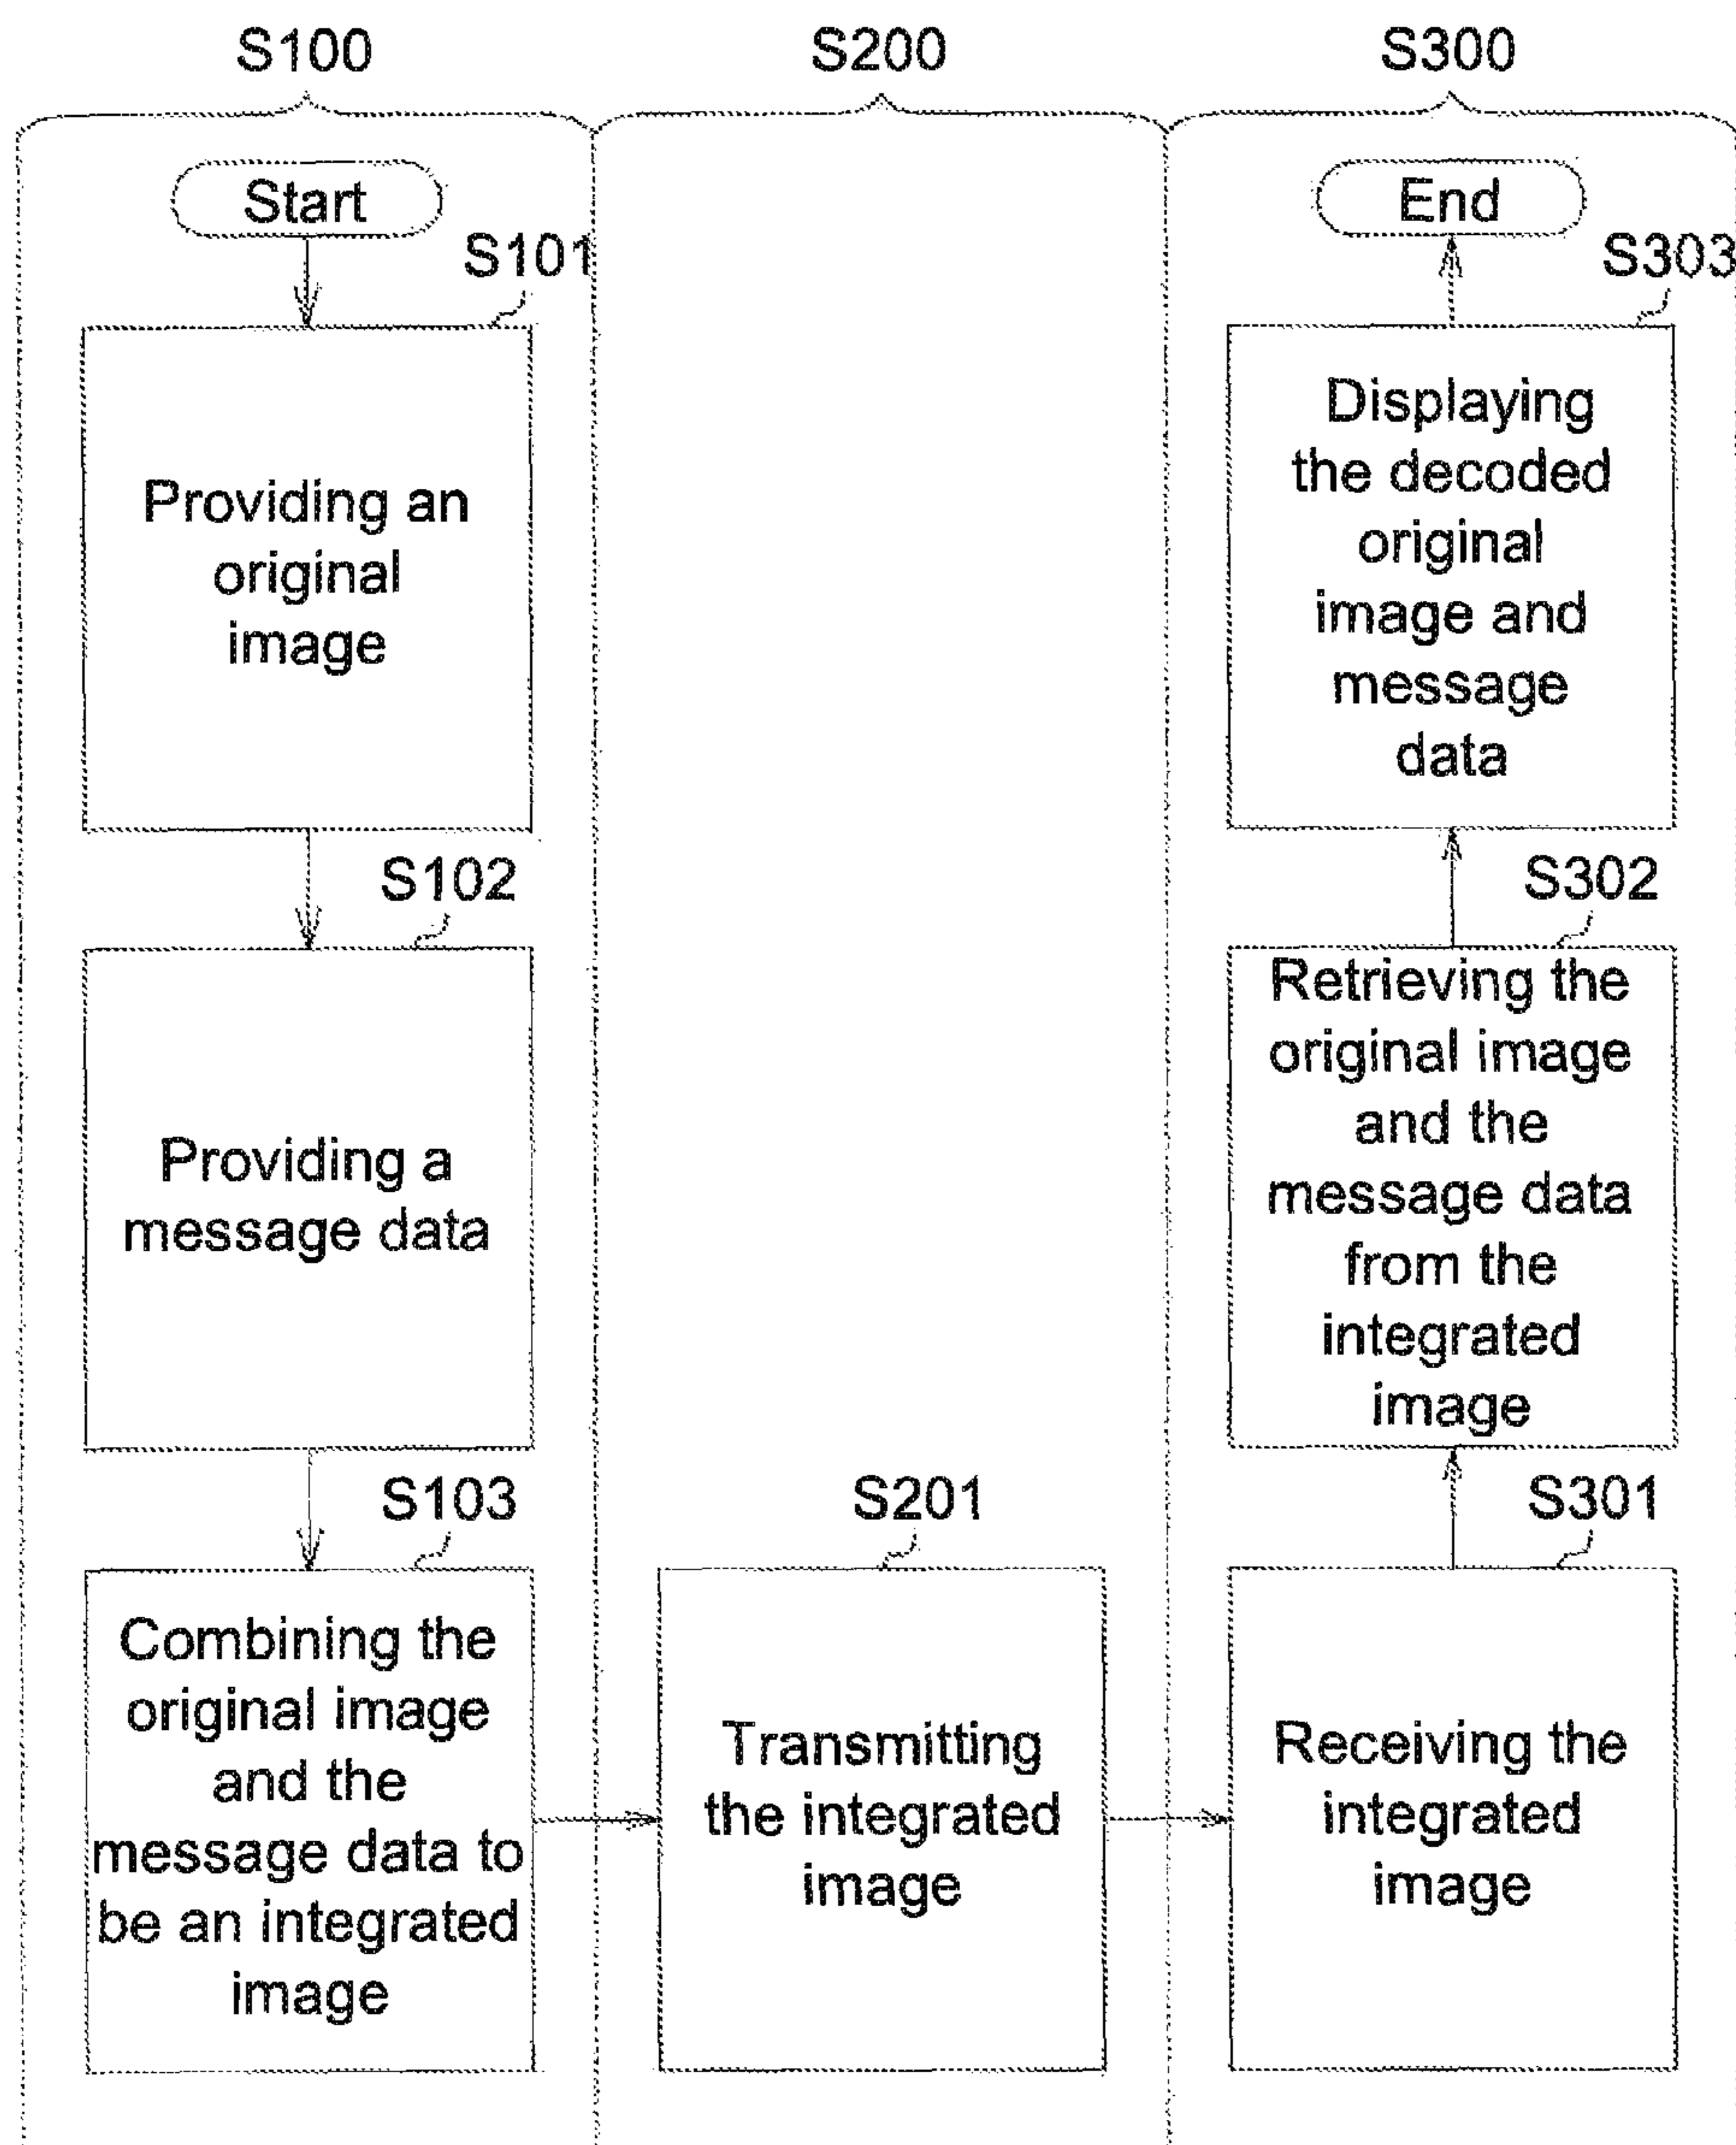 S100
S200
S300
Start
S101
Providing an
original
image
S102
Providing a
message data
S103
Combining the
original image
and the
message data to
be an integrated
image
S201
Transmitting
the integrated
image
S301
Receiving the
integrated
image
S302
Retrieving the
original image
and the
message data
from the
integrated
image
S303
Displaying
the decoded
original
image and
message
data
End